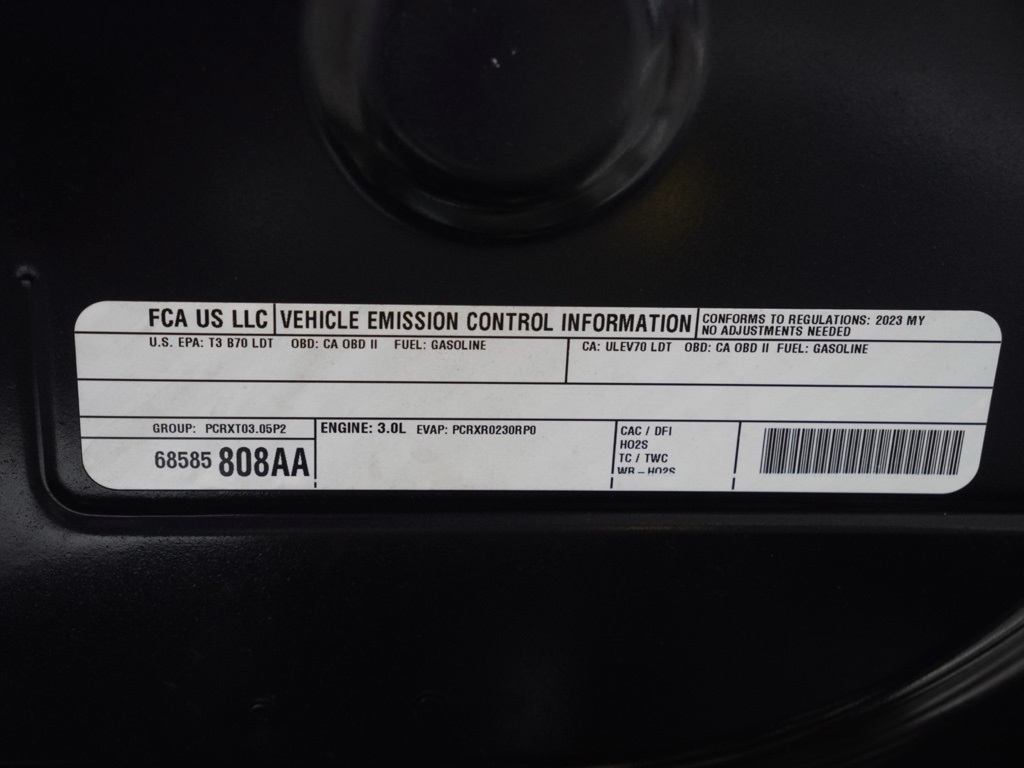 FCA US LLC VEHICLE EMISSION CONTROL INFORMATION CONFORMS TO REGULATIONS: 2023 MY
NO ADJUSTMENTS NEEDED
U.S. EPA: T3 B70 LDT OBD: CA OBD II FUEL: GASOLINE CA: ULEV70 LDT OBD: CA OBD II FUEL: GASOLINE
GROUP: PCRXT03.05P2 ENGINE: 3.0L EVAP: PCRXR0230RP0 CAC / DFI
HO2S
68585 808AA TC / TWC
WR – HO2S